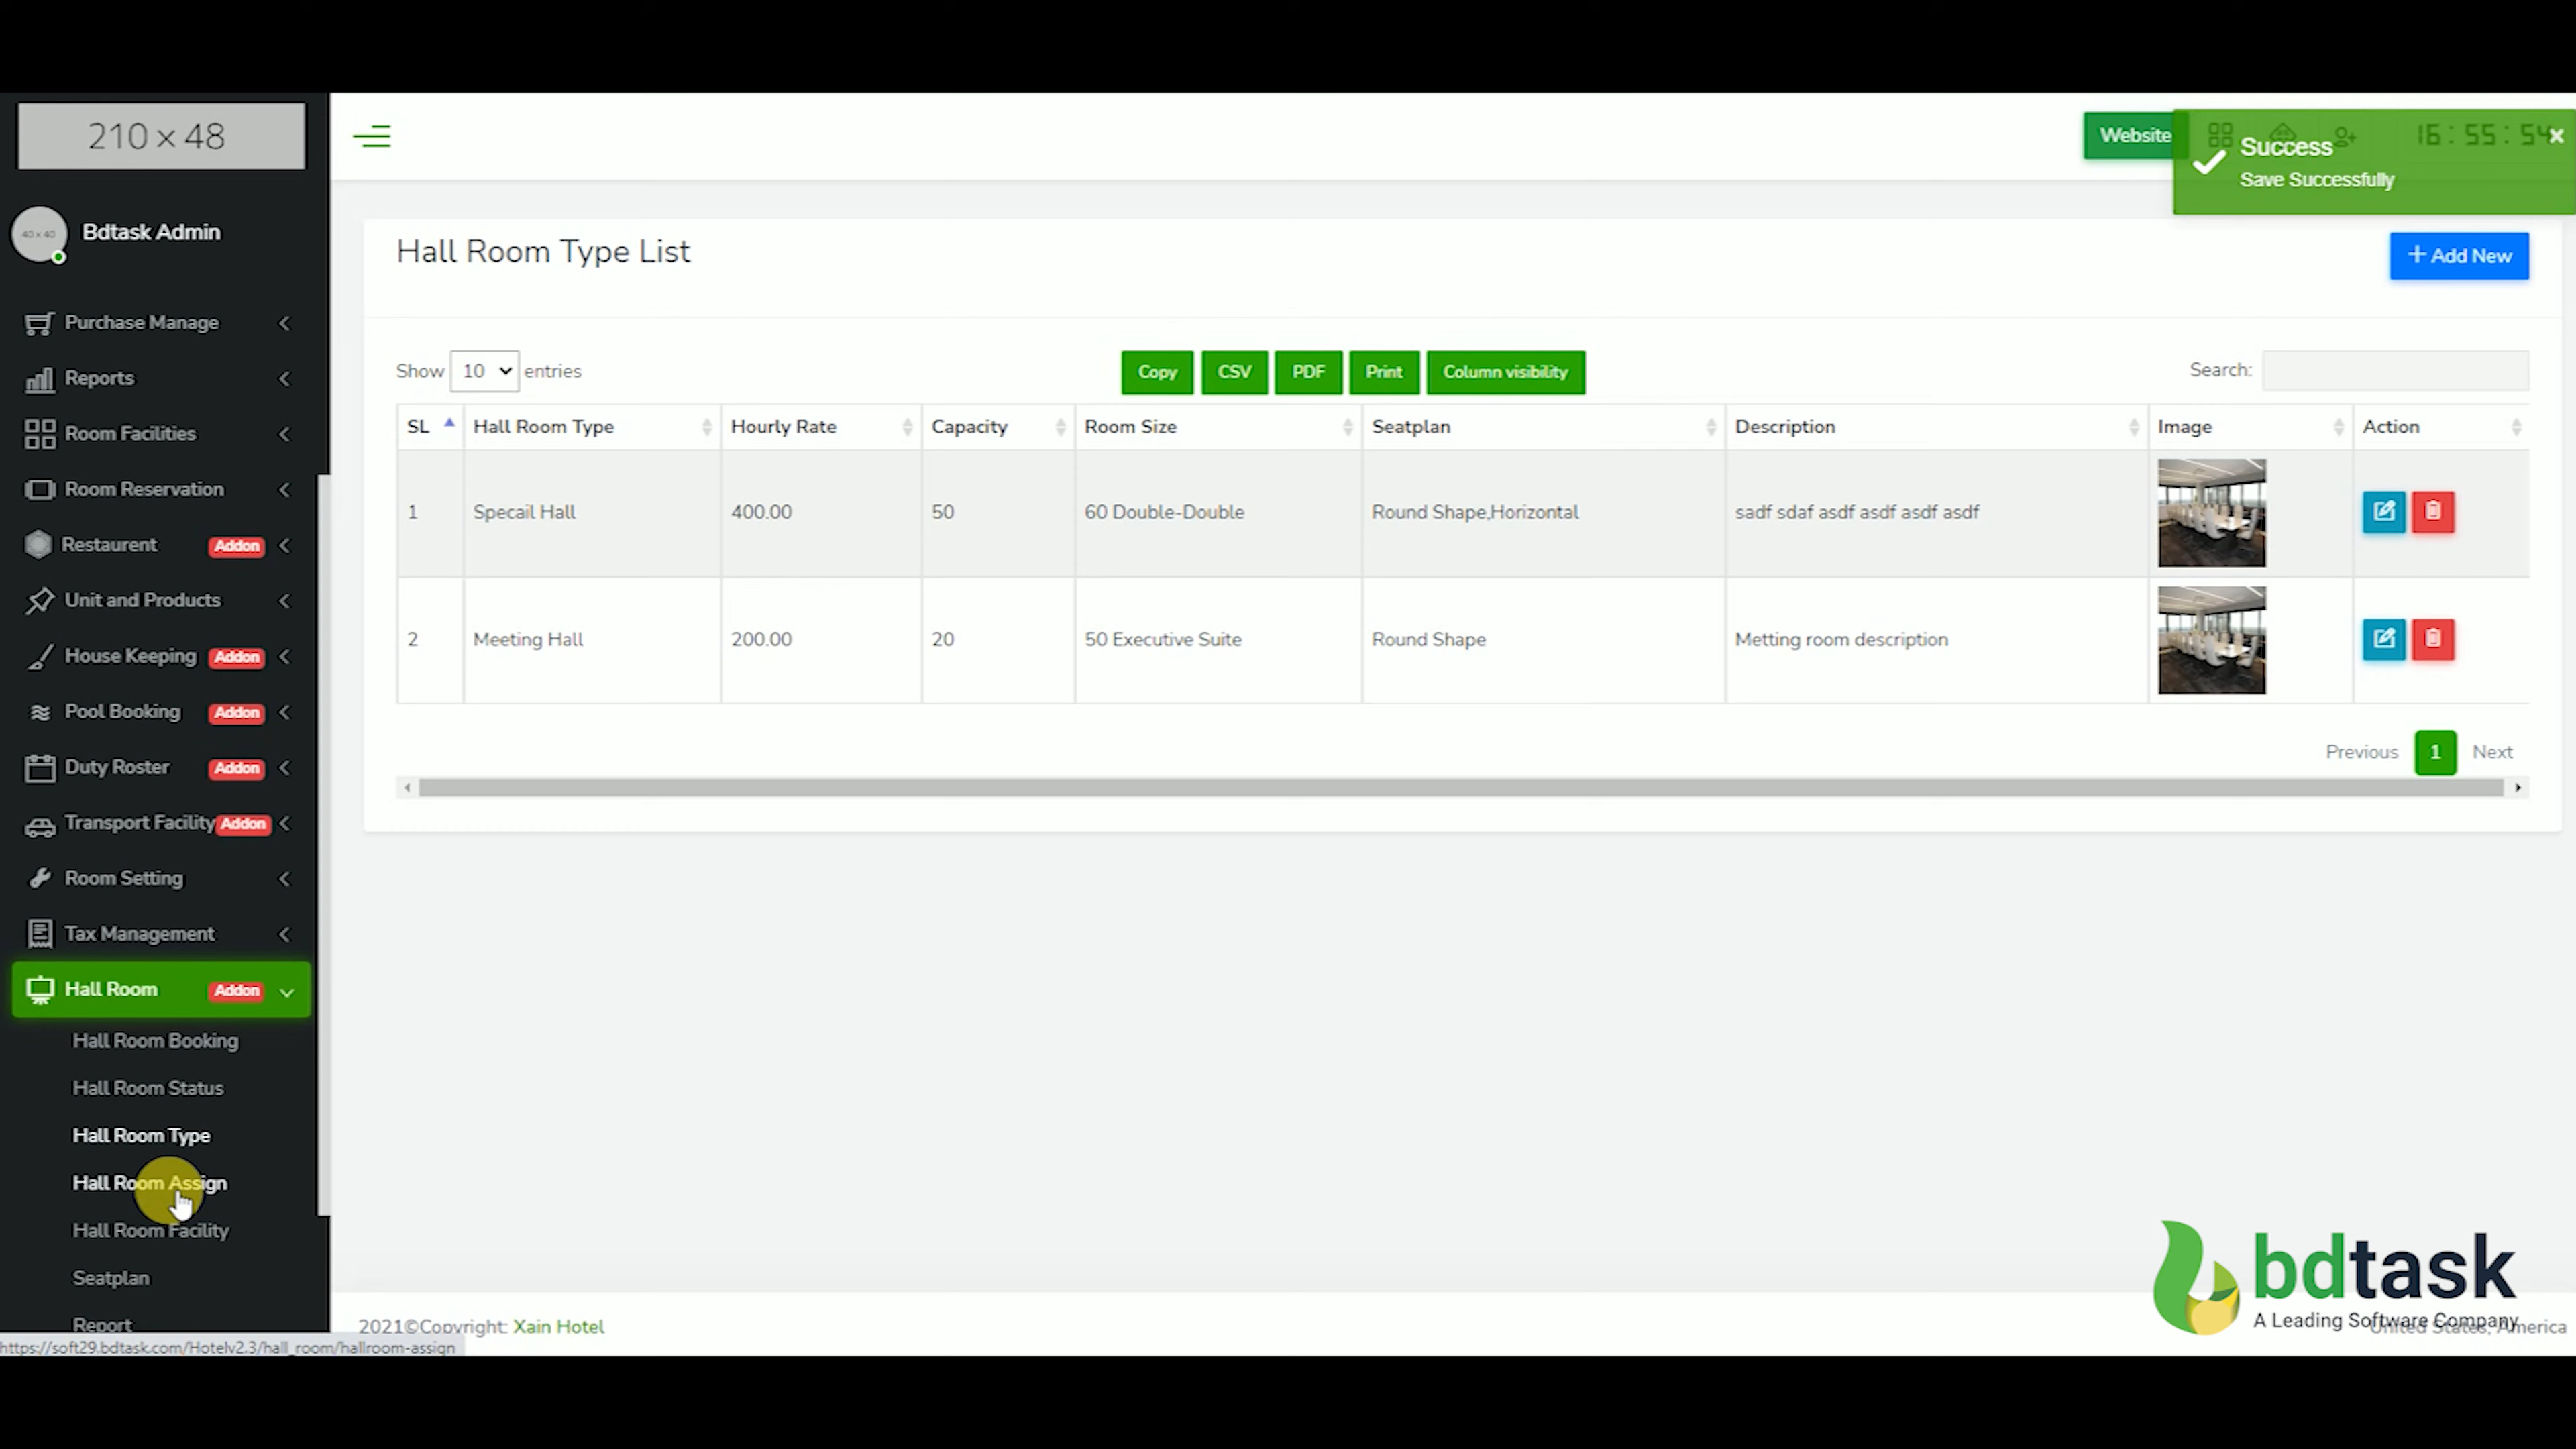 210 × 48
Website
16:55:54
Success
Save Successfully
40 x 40
Bdtask Admin
Hall Room Type List
+ Add New
Purchase Manage
Reports
Room Facilities
Room Reservation
Restaurent Addon
Unit and Products
House Keeping Addon
Pool Booking Addon
Duty Roster Addon
Transport Facility Addon
Room Setting
Tax Management
Hall Room Addon
Hall Room Booking
Hall Room Status
Hall Room Type
Hall Room Assign
Hall Room Facility
Seatplan
Report
Show 10 entries
Copy CSV PDF Print Column visibility
Search:
SL Hall Room Type Hourly Rate Capacity Room Size Seatplan Description Image Action
1 Specail Hall 400.00 50 60 Double-Double Round Shape,Horizontal sadf sdaf asdf asdf asdf asdf
2 Meeting Hall 200.00 20 50 Executive Suite Round Shape Metting room description
Previous 1 Next
2021©Copyright: Xain Hotel
bdtask
A Leading Software Company
United States, America
https://soft29.bdtask.com/Hotelv2.3/hall_room/hallroom-assign